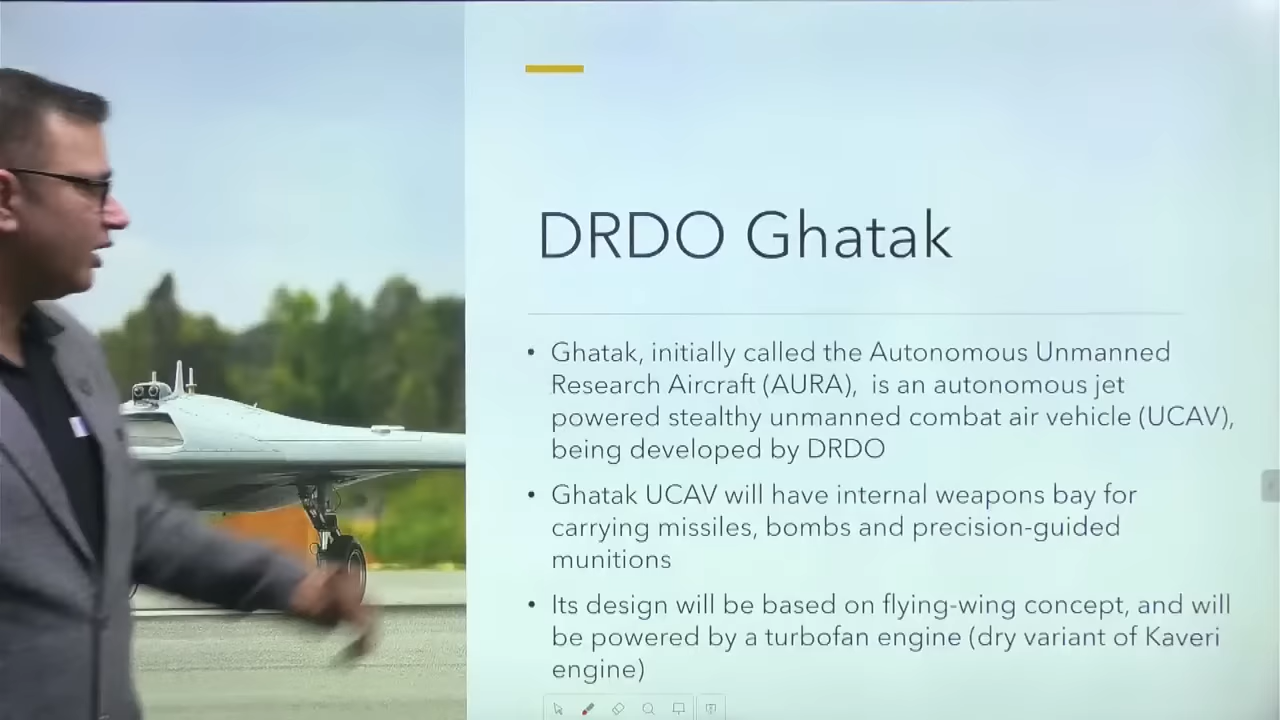 DRDO Ghatak
• Ghatak, initially called the Autonomous Unmanned
Research Aircraft (AURA), is an autonomous jet
powered stealthy unmanned combat air vehicle (UCAV),
being developed by DRDO
• Ghatak UCAV will have internal weapons bay for
carrying missiles, bombs and precision-guided
munitions
• Its design will be based on flying-wing concept, and will
be powered by a turbofan engine (dry variant of Kaveri
engine)